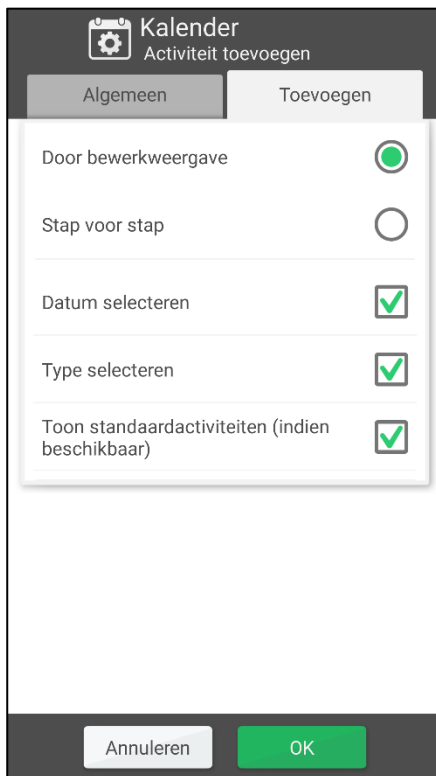 Kalender
Activiteit toevoegen
Algemeen
Toevoegen
Door bewerkweergave
Stap voor stap
Datum selecteren
Type selecteren
Toon standaardactiviteiten (indien
beschikbaar)
Annuleren
OK